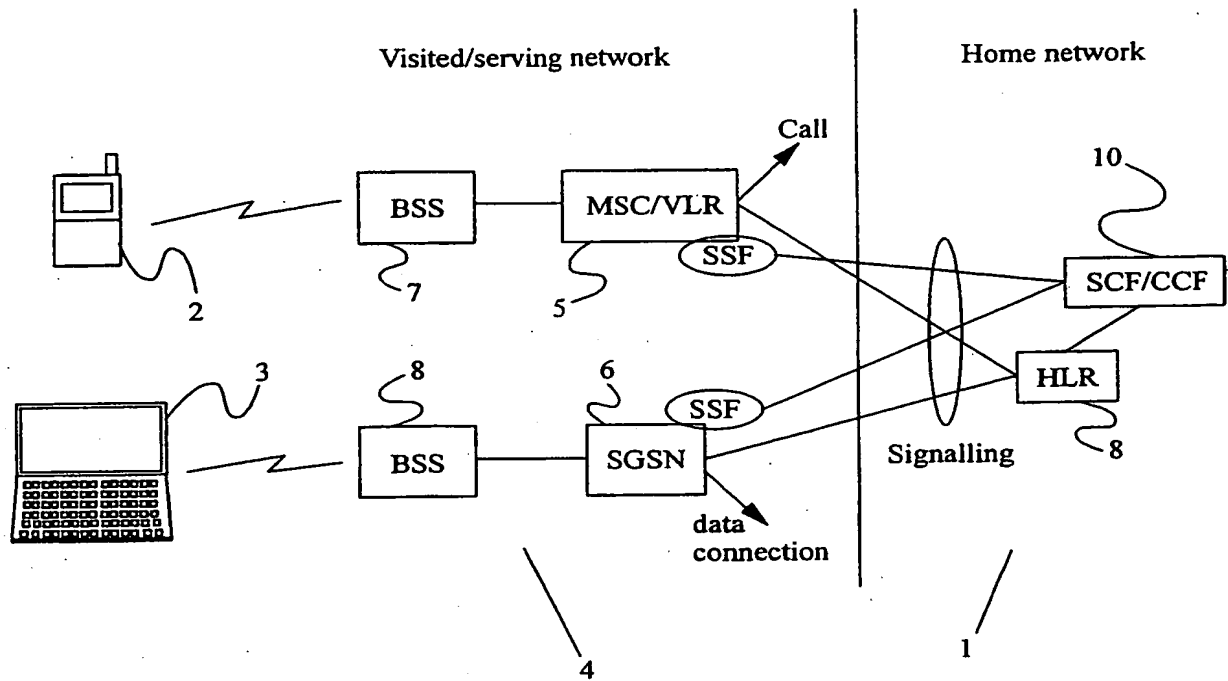 Visited/serving network
Home network
Call
10
BSS
MSC/VLR
SSF
SCF/CCF
2
7
5
3
8
6
SSF
HLR
BSS
SGSN
Signalling
8
data
connection
4
1